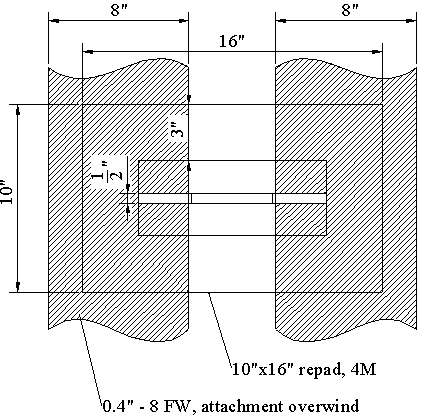 8" 8"
16"
3"
1/2"
10"
10"x16" repad, 4M
0.4" - 8 FW, attachment overwind